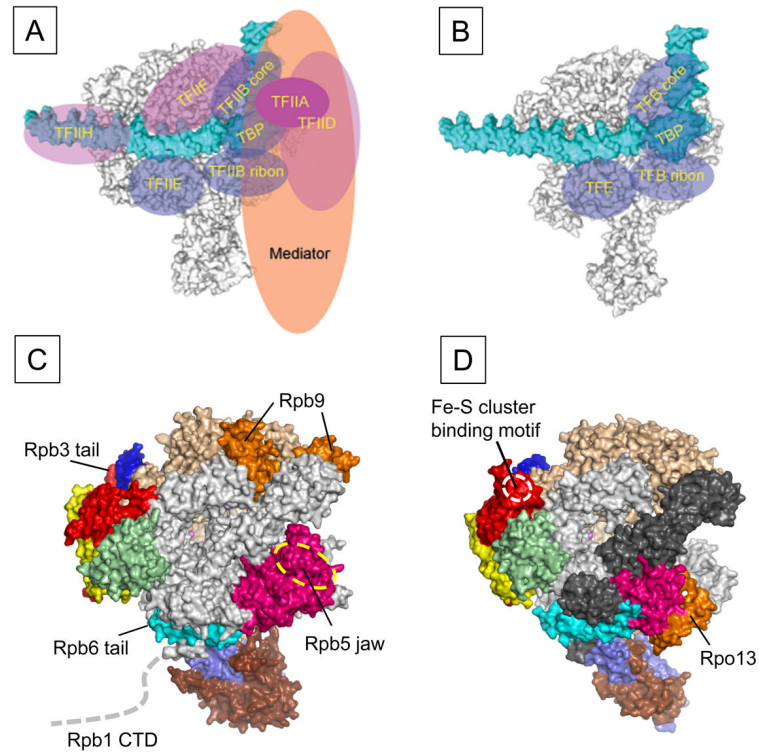 A
TFIIH
TFIIF
TFIIB core
TFIIA
TFIID
TBP
TFIIE
TFIIB ribon
Mediator
B
TFB core
TBP
TFE
TFB ribon
C
Rpb9
Rpb3 tail
Rpb6 tail
Rpb5 jaw
Rpb1 CTD
D
Fe-S cluster
binding motif
Rpo13